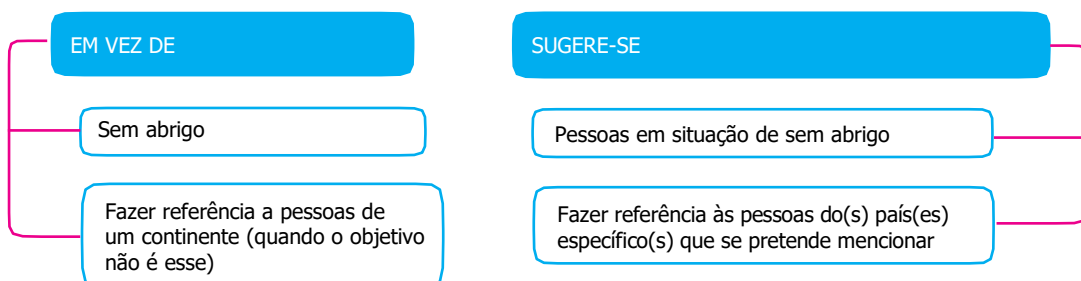 EM VEZ DE
SUGERE-SE
Sem abrigo
Pessoas em situação de sem abrigo
Fazer referência a pessoas de
um continente (quando o objetivo
não é esse)
Fazer referência às pessoas do(s) país(es)
específico(s) que se pretende mencionar